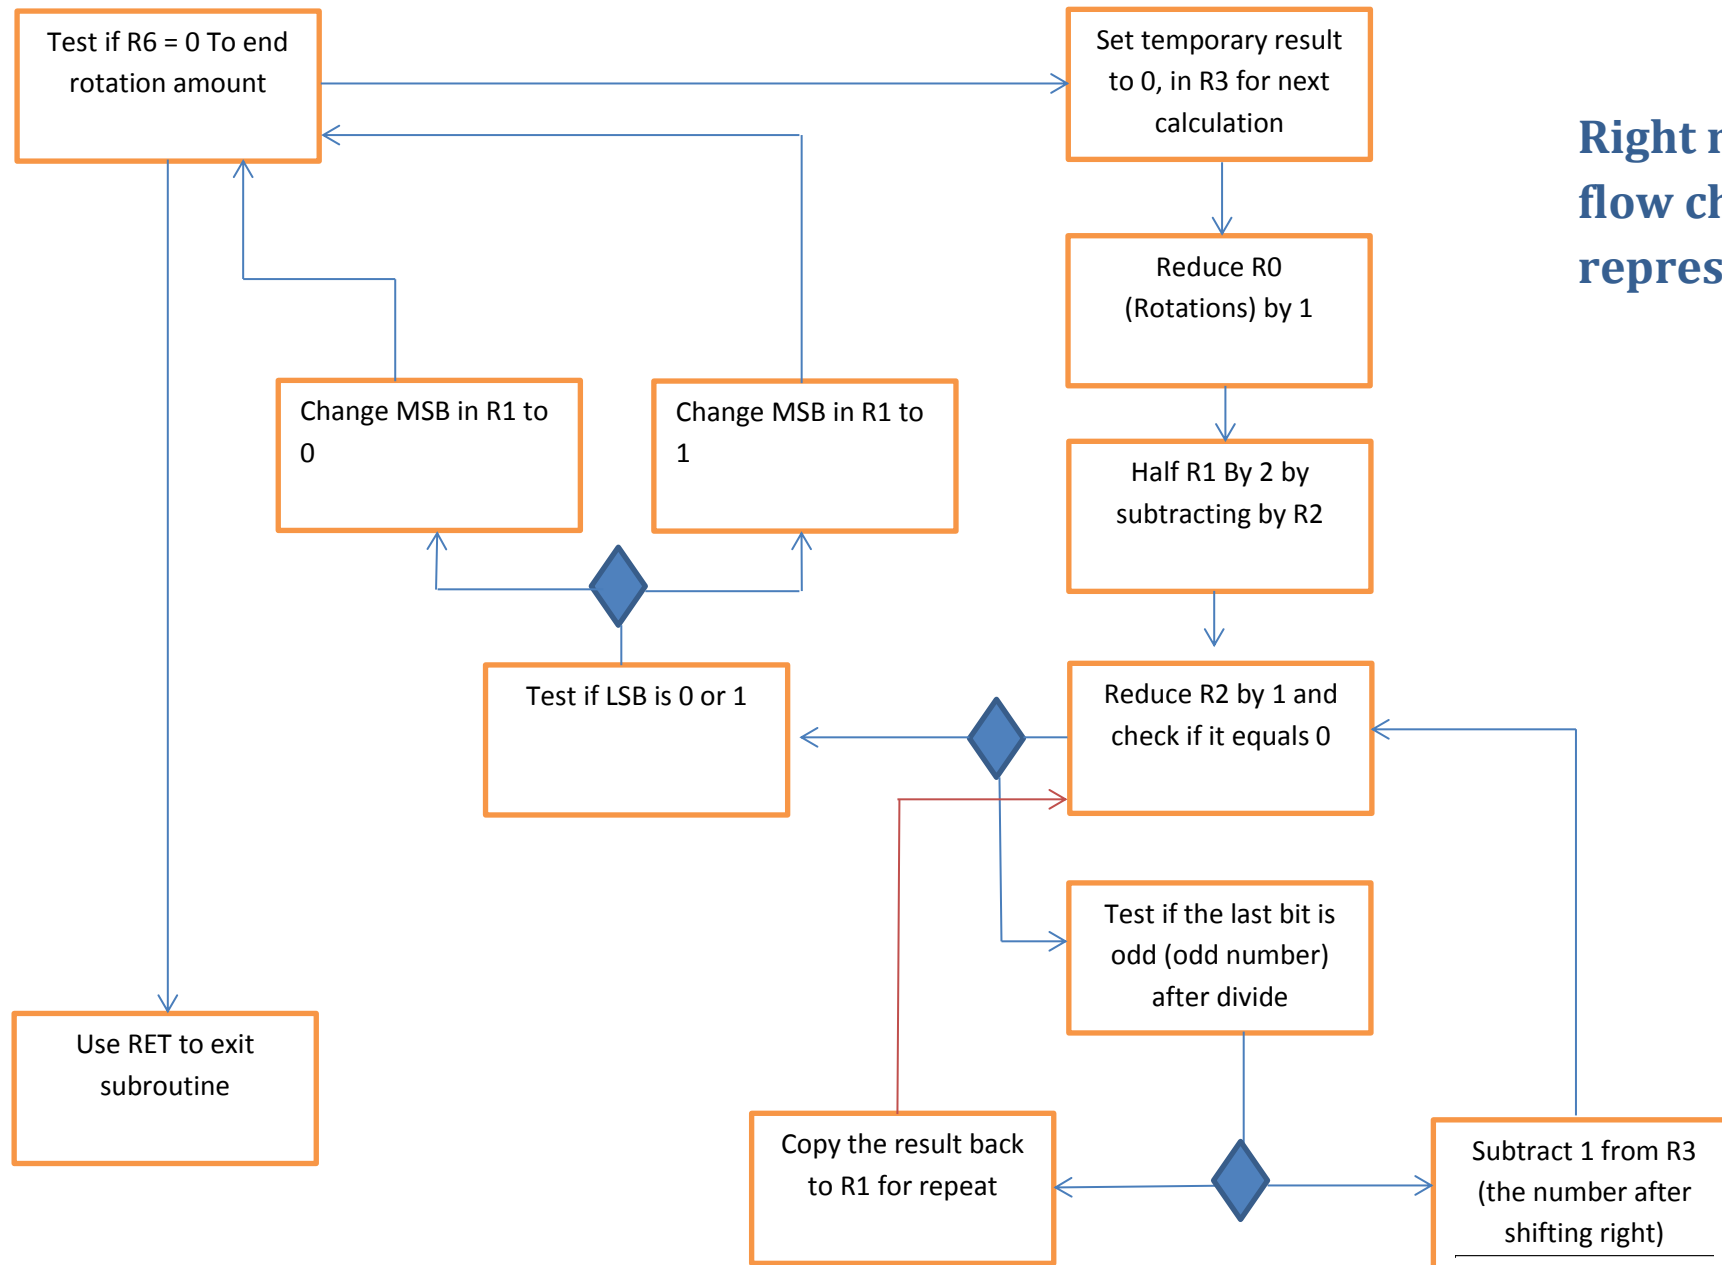 Test if R6 = 0 To end
rotation amount
Set temporary result
to 0, in R3 for next
calculation
Right
flow
Reduce R0
(Rotations) by 1
Change MSB in R1 to
0
Change MSB in R1 to
1
Half R1 By 2 by
subtracting by R2
Test if LSB is 0 or 1
Reduce R2 by 1 and
check if it equals 0
Test if the last bit is
odd (odd number)
after divide
Use RET to exit
subroutine
Copy the result back
to R1 for repeat
Subtract 1 from R3
(the number after
shifting right)